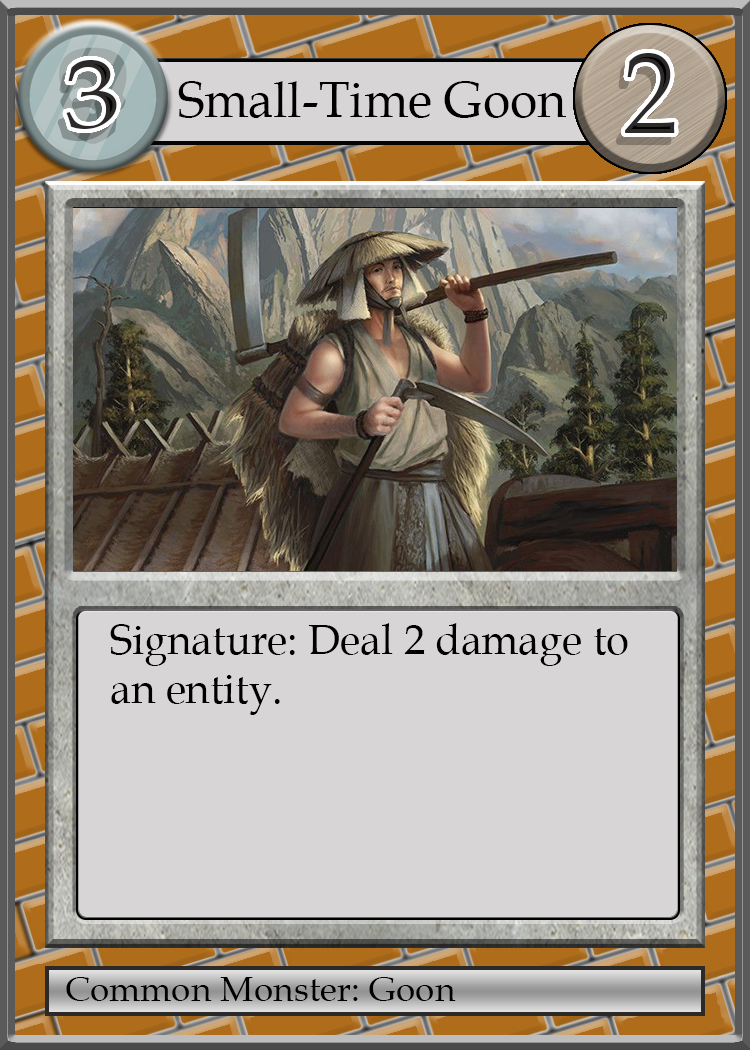 3 Small-Time Goon 2
Signature: Deal 2 damage to
an entity.
Common Monster: Goon